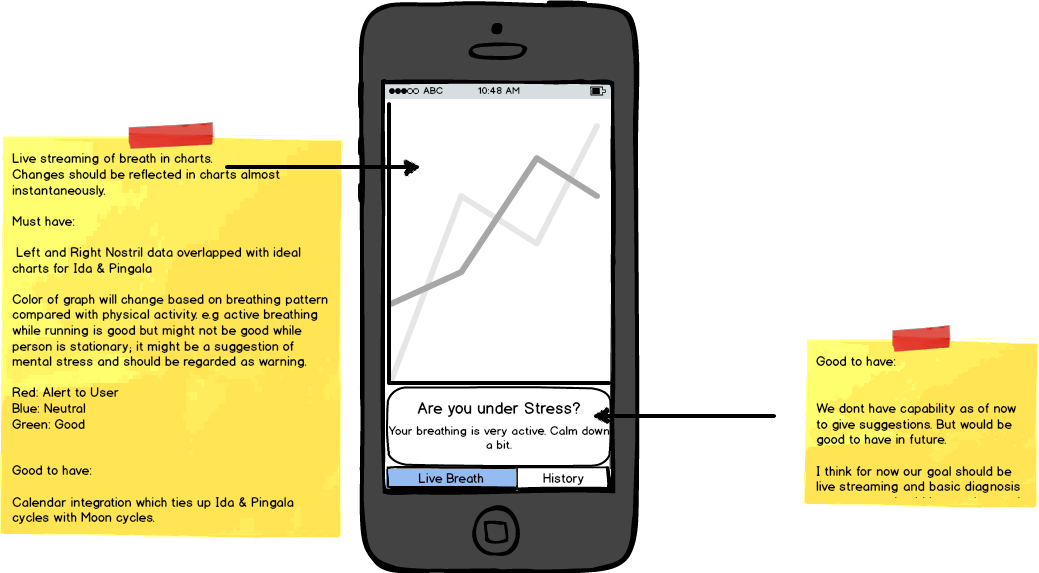 Live streaming of breath in charts.
Changes should be reflected in charts almost
instantaneously.
Must have:
Left and Right Nostril data overlapped with ideal
charts for Ida & Pingala
Color of graph will change based on breathing pattern
compared with physical activity. e.g active breathing
while running is good but might not be good while
person is stationary; it might be a suggestion of
mental stress and should be regarded as warning.
Red: Alert to User
Blue: Neutral
Green: Good
Good to have:
Calendar integration which ties up Ida & Pingala
cycles with Moon cycles.
ABC 10:48 AM
Are you under Stress?
Your breathing is very active. Calm down
a bit.
Live Breath History
Good to have:
We dont have capability as of now
to give suggestions. But would be
good to have in future.
I think for now our goal should be
live streaming and basic diagnosis